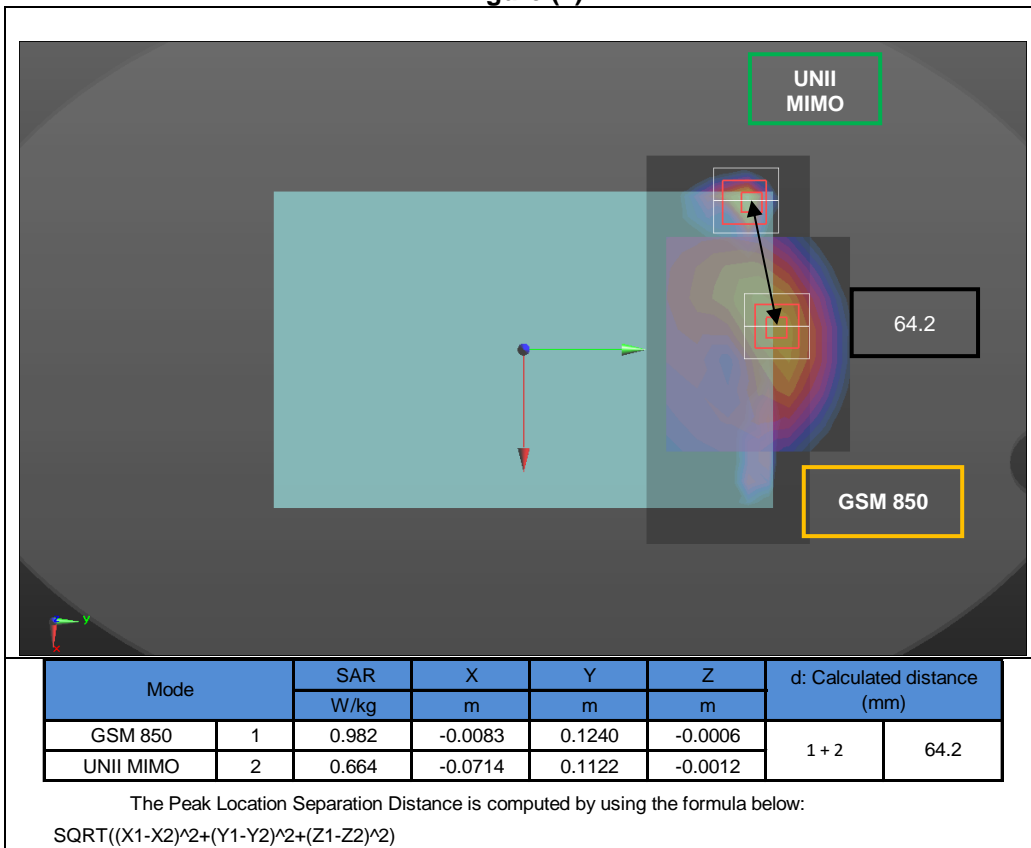 UNII
MIMO
64.2
GSM 850
y
x
Mode SAR X Y Z d: Calculated distance
W/kg m m m (mm)
GSM 850 1 0.982 -0.0083 0.1240 -0.0006 1 + 2 64.2
UNII MIMO 2 0.664 -0.0714 0.1122 -0.0012
The Peak Location Separation Distance is computed by using the formula below:
SQRT((X1-X2)^2+(Y1-Y2)^2+(Z1-Z2)^2)